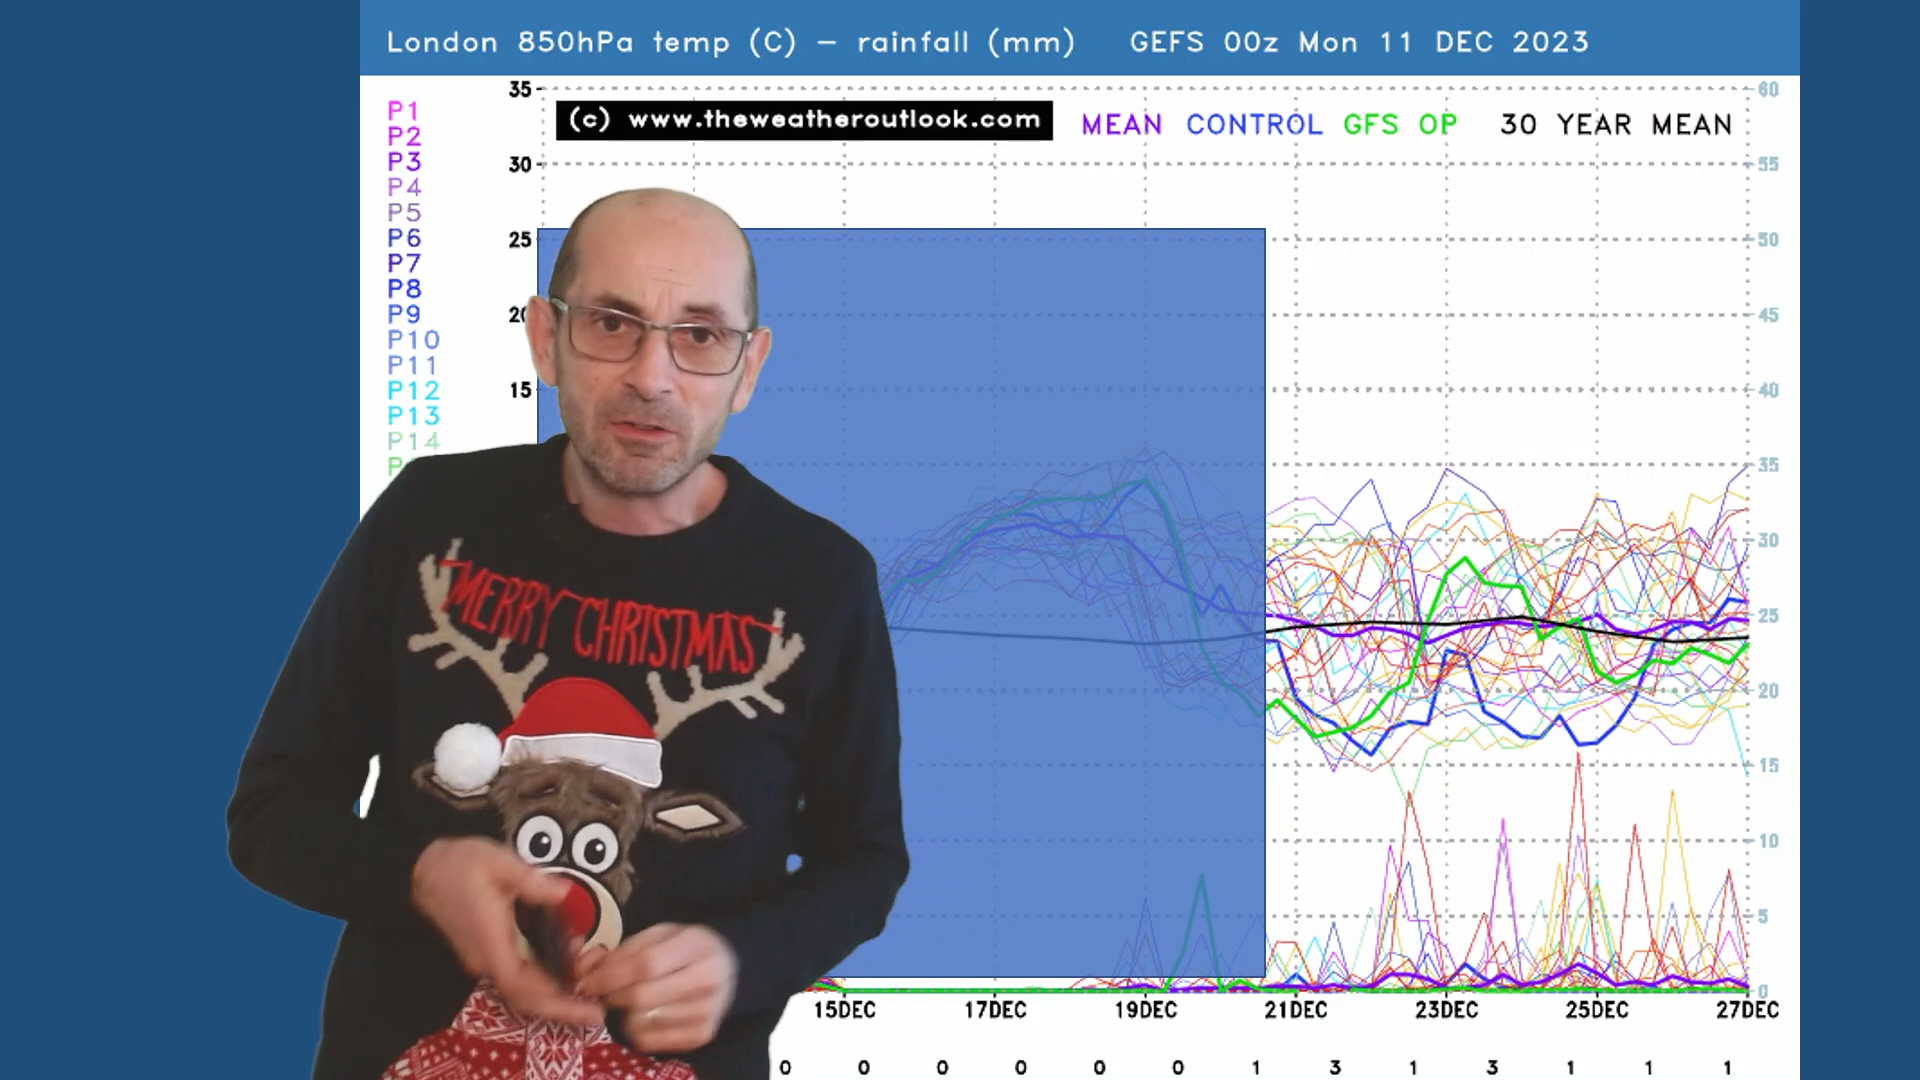 London 850hPa temp (C) – rainfall (mm) GEFS 00z Mon 11 DEC 2023
(c) www.theweatheroutlook.com
MEAN CONTROL GFS OP 30 YEAR MEAN
P1
P2
P3
P4
P5
P6
P7
P8
P9
P10
P11
P12
P13
P14
35
30
25
15
60
55
50
45
40
35
30
25
20
15
10
5
0
MERRY CHRISTMAS
15DEC 17DEC 19DEC 21DEC 23DEC 25DEC 27DEC
0 0 0 0 0 0 1 3 1 3 1 1 1